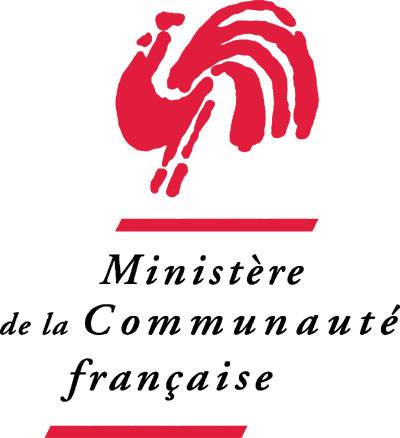 Ministère
de la Communauté
française